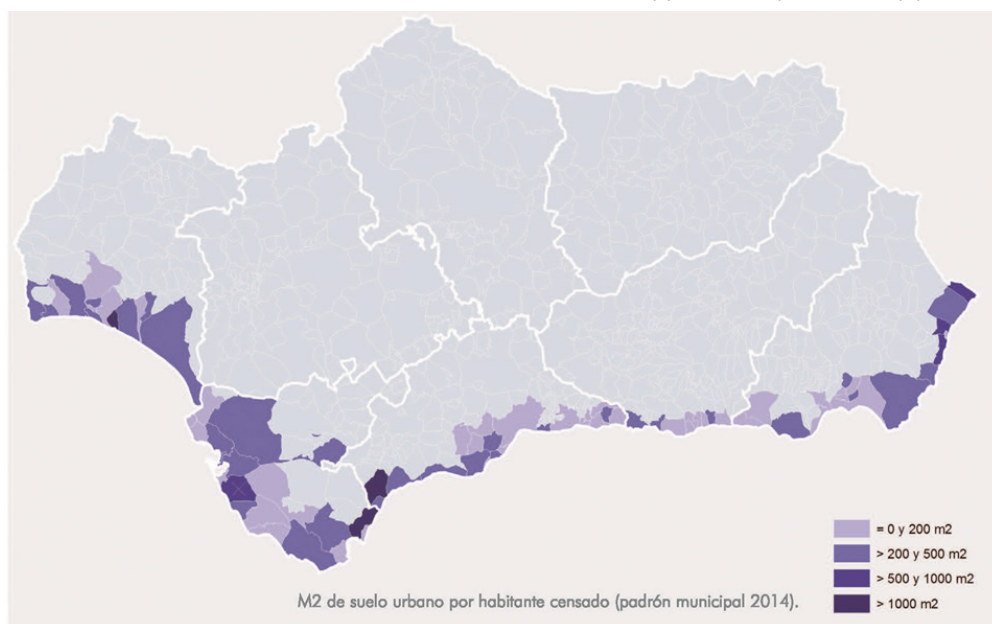 = 0 y 200 m2
> 200 y 500 m2
> 500 y 1000 m2
> 1000 m2
M2 de suelo urbano por habitante censado (padrón municipal 2014).